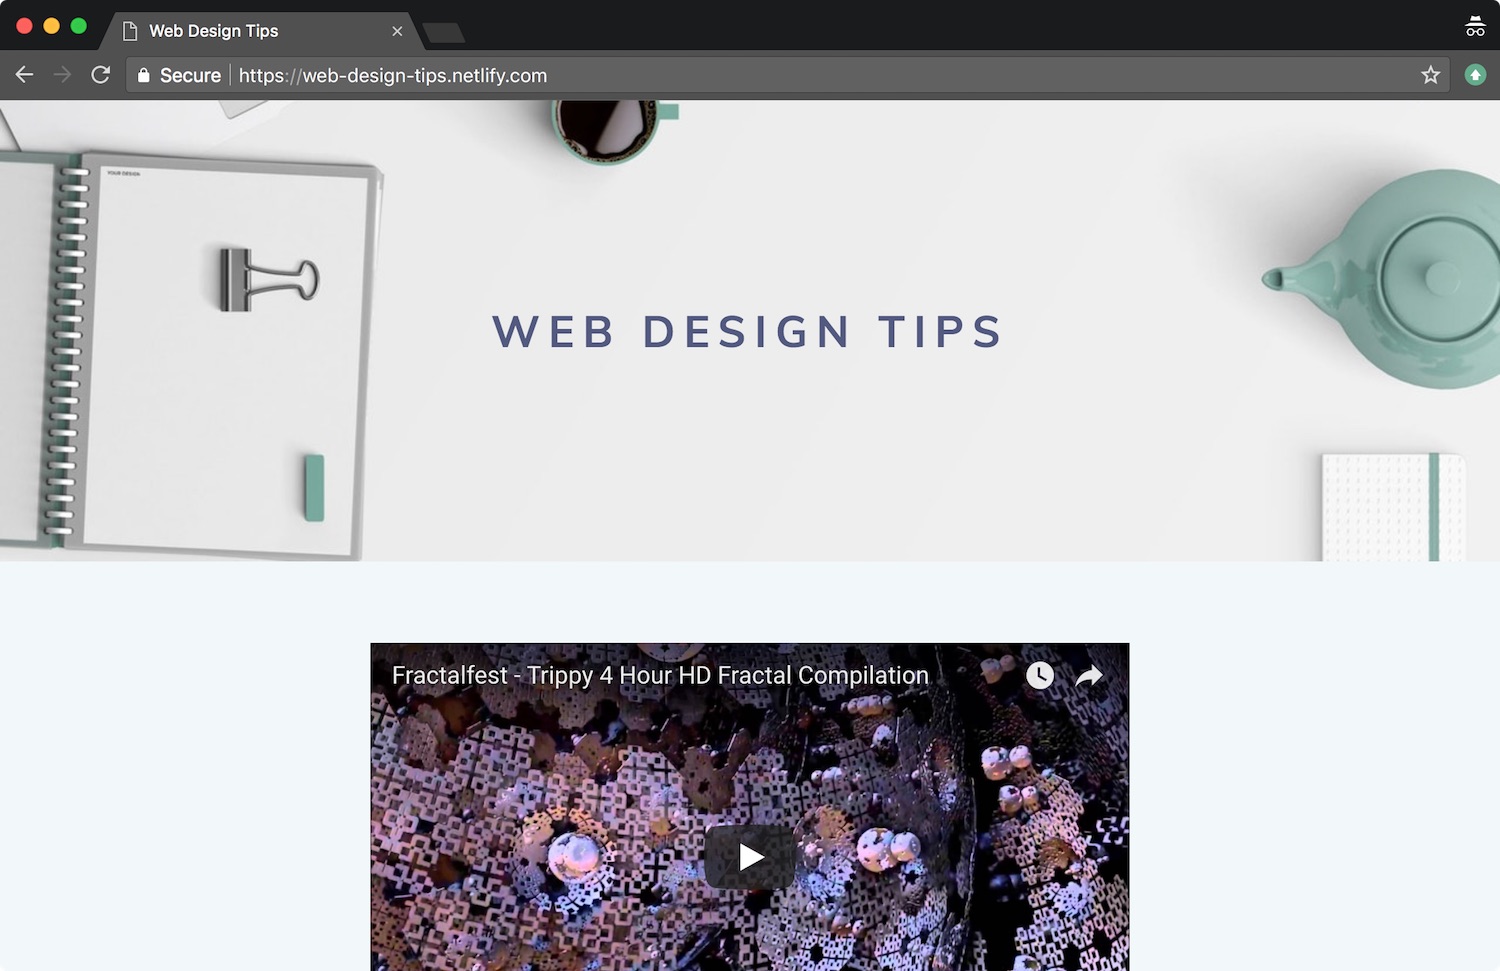 Web Design Tips
Secure
https://web-design-tips.netlify.com
YOUR DESIGN
WEB DESIGN TIPS
Fractalfest - Trippy 4 Hour HD Fractal Compilation